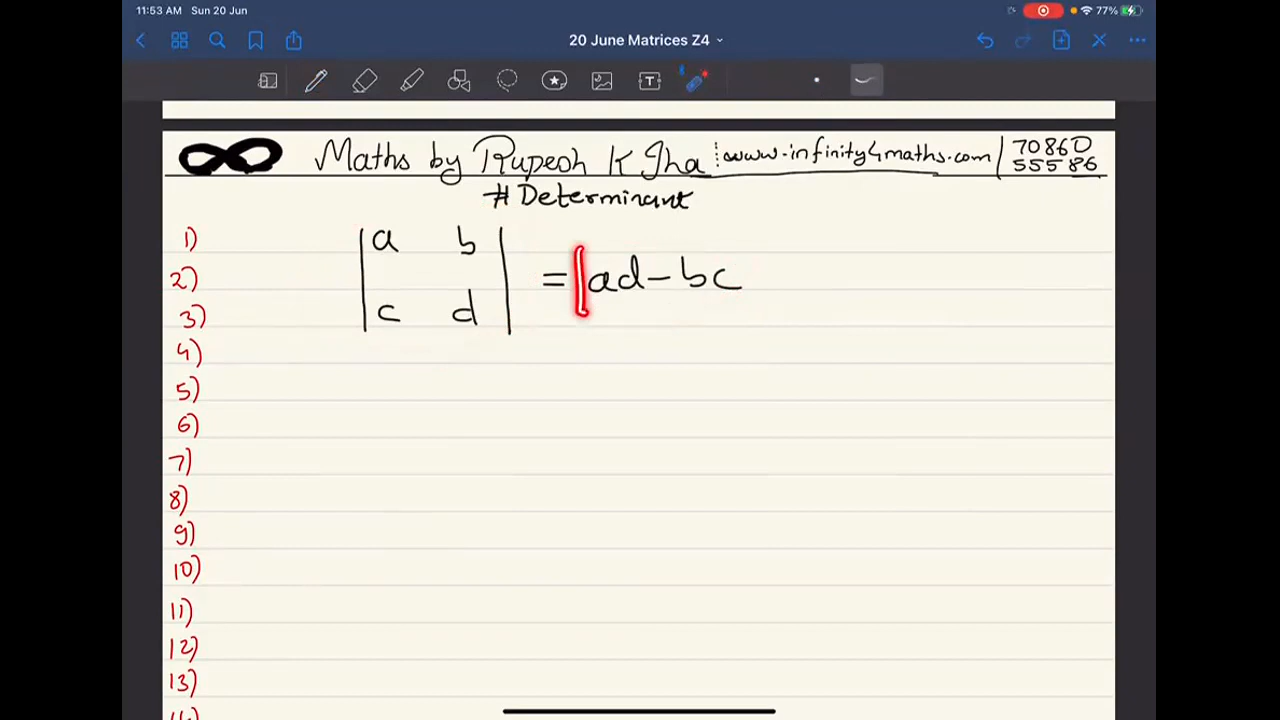 11:53 AM Sun 20 Jun 77%
20 June Matrices Z4
Maths by Rupesh K Jha www.infinity4maths.com 70860
55586
# Determinant
1) | a b |
2) = ad - bc
3) | c d |
4)
5)
6)
7)
8)
9)
10)
11)
12)
13)